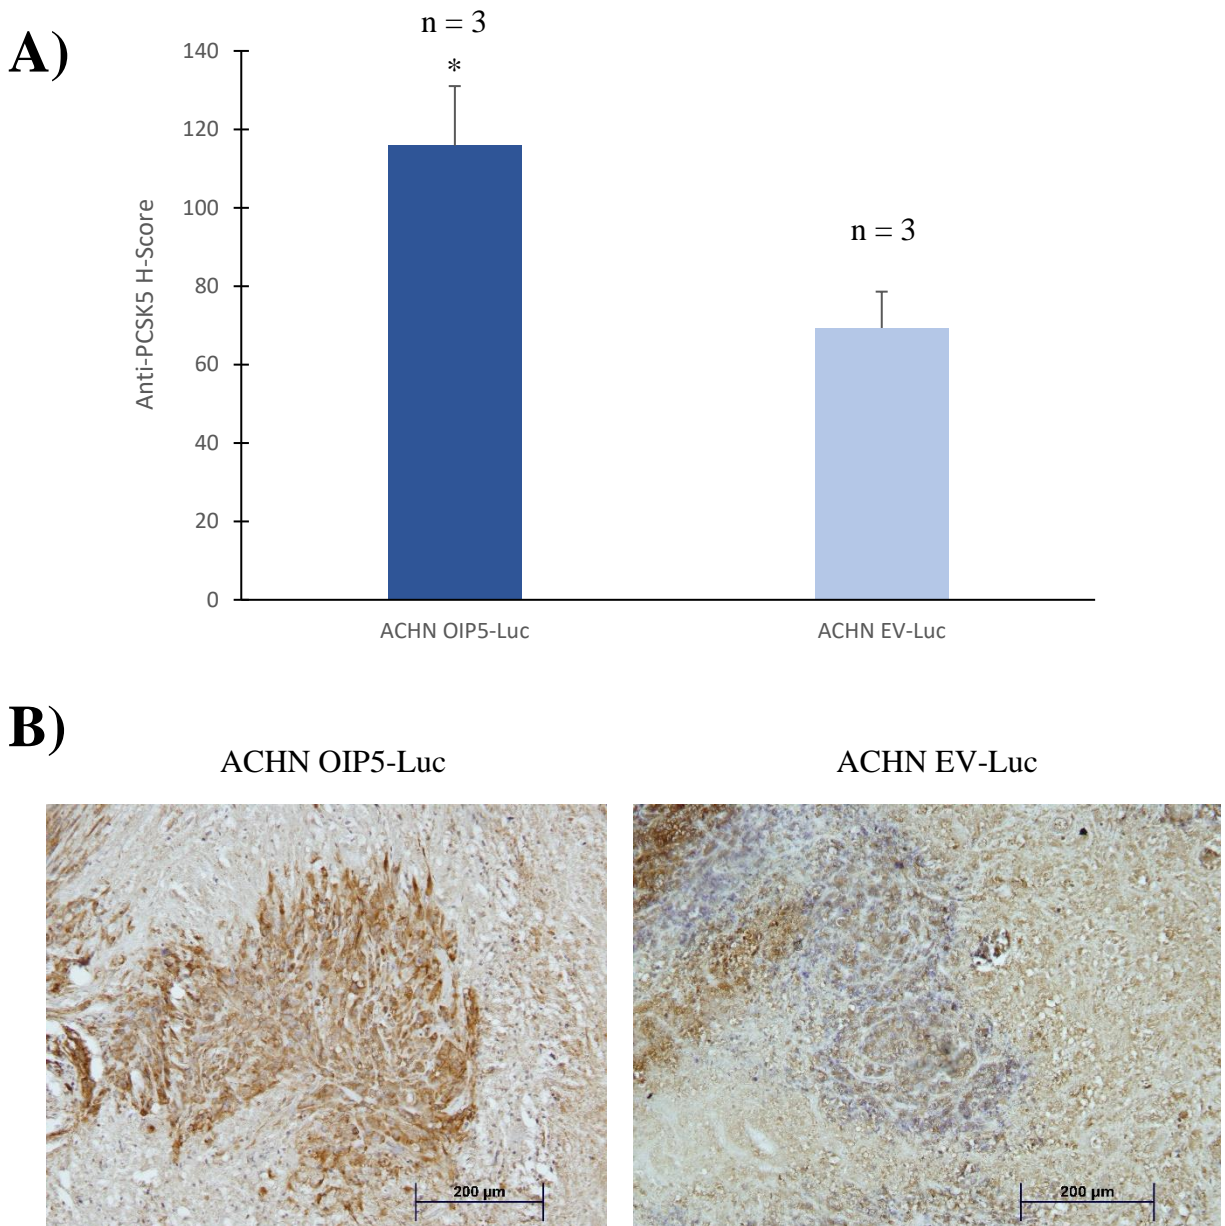 A)
n = 3
*
n = 3
Anti-PCSK5 H-Score
140
120
100
80
60
40
20
0
ACHN OIP5-Luc
ACHN EV-Luc
B)
ACHN OIP5-Luc
ACHN EV-Luc
200 µm
200 µm